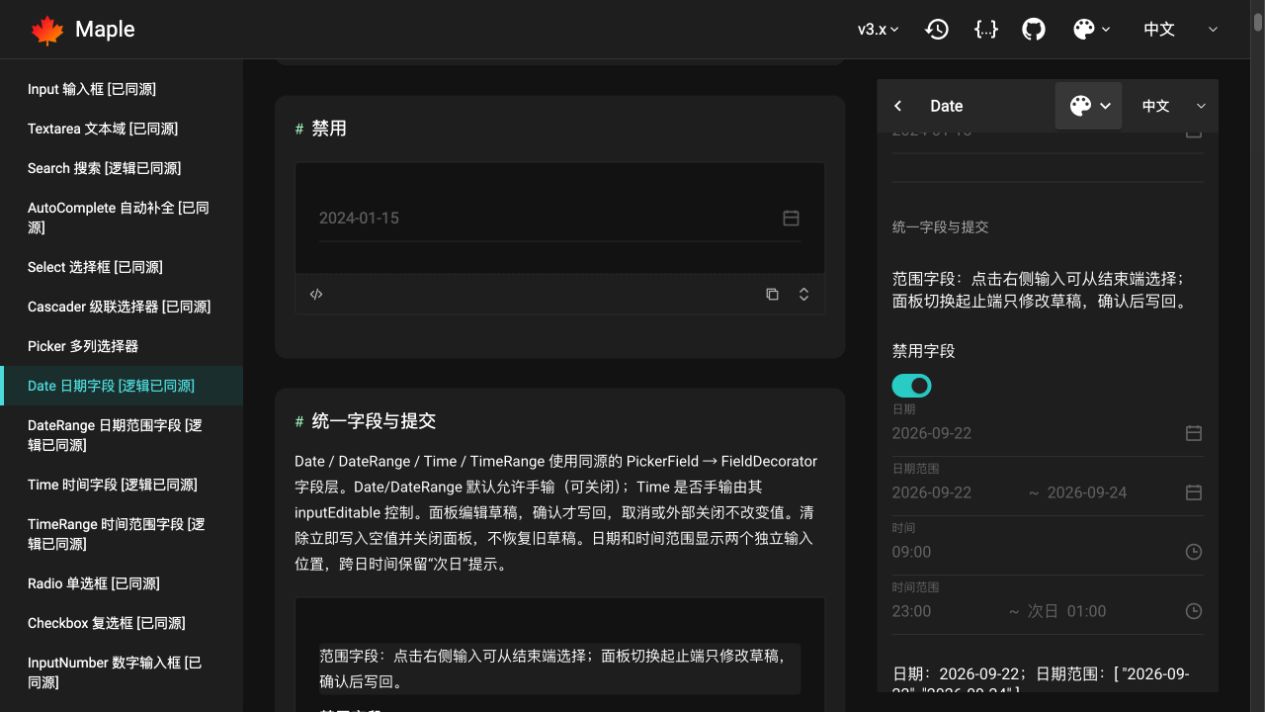 Maple
v3.x
{...}
中文
Input 输入框 [已同源]
Textarea 文本域 [已同源]
Search 搜索 [逻辑已同源]
AutoComplete 自动补全 [已同
源]
Select 选择框 [已同源]
Cascader 级联选择器 [已同源]
Picker 多列选择器
Date 日期字段 [逻辑已同源]
DateRange 日期范围字段 [逻
辑已同源]
Time 时间字段 [逻辑已同源]
TimeRange 时间范围字段 [逻
辑已同源]
Radio 单选框 [已同源]
Checkbox 复选框 [已同源]
InputNumber 数字输入框 [已
同源]
# 禁用
2024-01-15
# 统一字段与提交
Date / DateRange / Time / TimeRange 使用同源的 PickerField → FieldDecorator
字段层。Date/DateRange 默认允许手输（可关闭）；Time 是否手输由其
inputEditable 控制。面板编辑草稿，确认才写回，取消或外部关闭不改变值。清
除立即写入空值并关闭面板，不恢复旧草稿。日期和时间范围显示两个独立输入
位置，跨日时间保留“次日”提示。
范围字段：点击右侧输入可从结束端选择；面板切换起止端只修改草稿，
确认后写回。
Date
中文
统一字段与提交
范围字段：点击右侧输入可从结束端选择；
面板切换起止端只修改草稿，确认后写回。
禁用字段
日期
2026-09-22
日期范围
2026-09-22 ~ 2026-09-24
时间
09:00
时间范围
23:00 ~ 次日 01:00
日期：2026-09-22；日期范围：[ "2026-09-